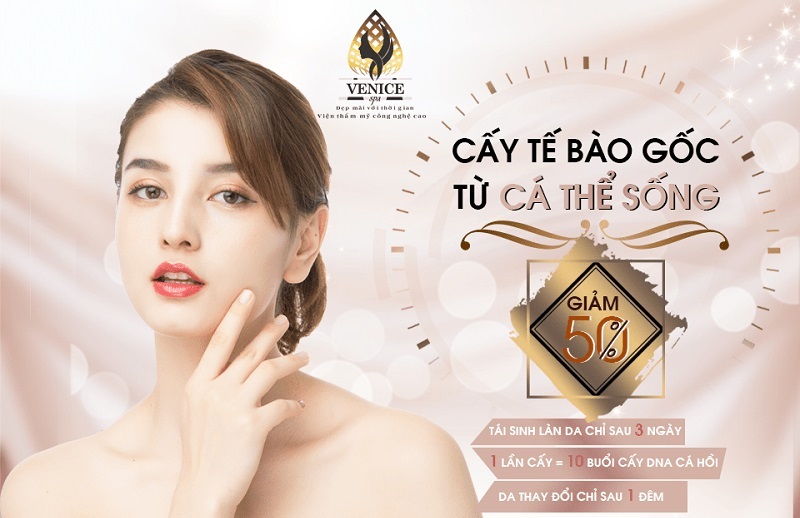 VENICE
spa
Đẹp mãi với thời gian
Viện thẩm mỹ công nghệ cao
CẤY TẾ BÀO GỐC
TỪ CÁ THỂ SỐNG
GIẢM
50%
TÁI SINH LÀN DA CHỈ SAU 3 NGÀY
1 LẦN CẤY = 10 BUỔI CẤY DNA CÁ HỒI
DA THAY ĐỔI CHỈ SAU 1 ĐÊM